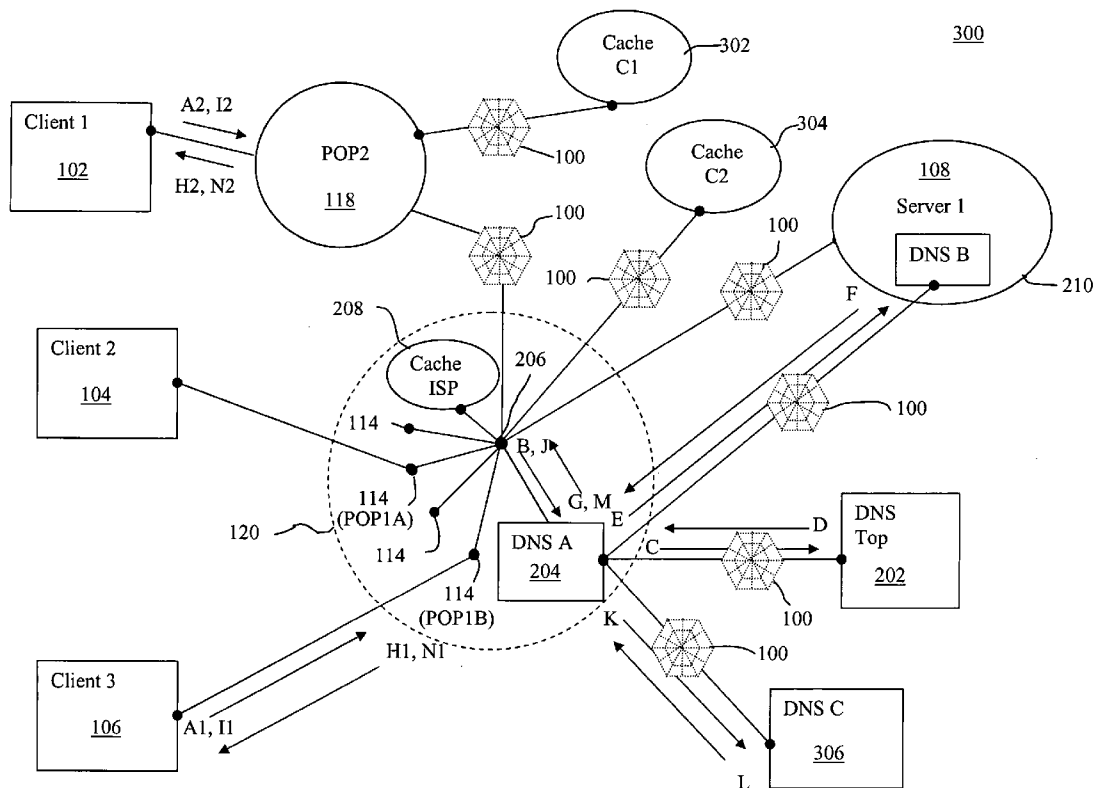 Cache
C1
302
300
Client 1
102
A2, I2
H2, N2
POP2
118
100
Cache
C2
304
100
100
100
108
Server 1
DNS B
210
F
Client 2
104
208
Cache
ISP
206
100
114
B, J
114
(POP1A)
G, M
E
120
114
DNS A
204
D
C
DNS
Top
202
100
114
(POP1B)
K
H1, N1
100
Client 3
106
A1, I1
DNS C
306
L